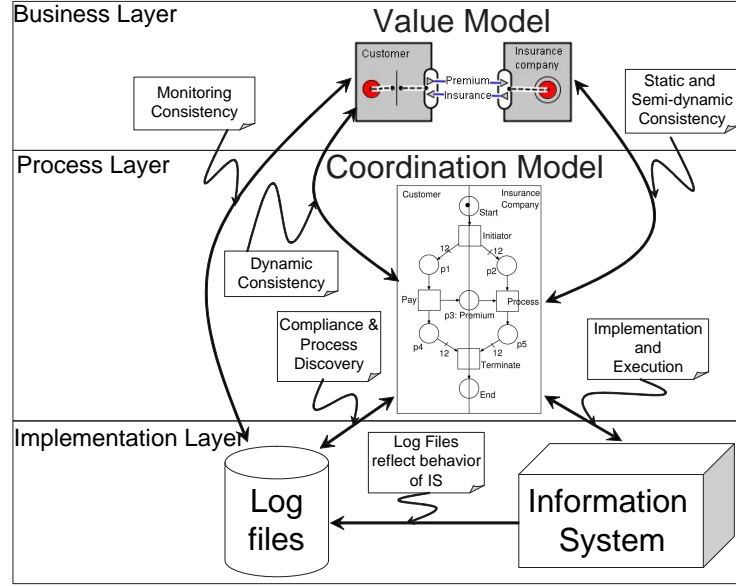 Business Layer
Value Model
Customer
Insurance
company
Premium
Insurance
Monitoring
Consistency
Static and
Semi-dynamic
Consistency
Process Layer
Coordination Model
Customer
Insurance
Company
Start
Initiator
12
12
p1
p2
Pay
Process
p3: Premium
p4
p5
12
12
Terminate
End
Dynamic
Consistency
Compliance &
Process
Discovery
Implementation
and
Execution
Implementation Layer
Log Files
reflect behavior
of IS
Log
files
Information
System